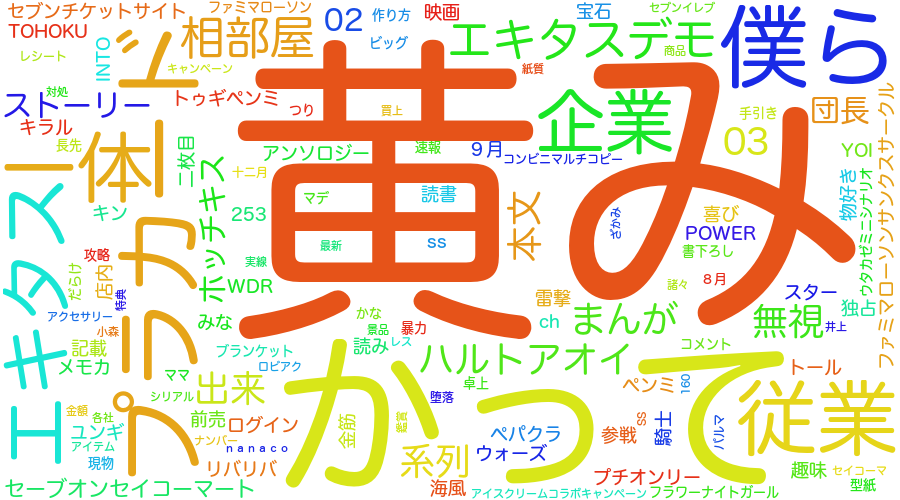 セブンチケットサイト
ファミマローソン
02
作り方
映画
宝石
セブンイレブ
TOHOKU
相部屋
エキタスデモ
僕ら
レシート
INTO
ド
キャンペーン
ビッグ
商品
紙質
対処
ストーリー
トゥギペンミ
つり
買上
黄
み
企業
手引き
団長
キラル
長先
体
二枚目
アンソロジー
速報
9月
コンビニマルチコピー
03
YOI
ファミマローソンサンクスサークル
エキタスー
プラカ
キン
ホッチキス
十二月
253
マデ
読書
本文
ざかみ
喜び
POWER
物好き
ウタカゼミニシナリオ
攻略
最新
ss
書下ろし
実線
だらけ
店内
特典
WDR
雷撃
諸々
8月
スター
独占
アクセサリー
小森
みな
かな
景品
暴力
ch
まんが
無視
井上
記載
メモカ
ブランケット
ロビアク
読み
レス
ハルトアオイ
コメント
ママ
シリアル
出来
かって
卓上
堕落
ペンミ
160
トール
金額
各社
前売
ログイン
金筋
鑑賞
ペパクラ
参戦
SS
騎士
パルマ
従業
ユンギ
アイテム
ナンバー
nanaco
系列
ウォーズ
現物
リバリバ
プチオンリー
趣味
セイコーマ
セーブオンセイコーマート
海風
アイスクリームコラボキャンペーン
フラワーナイトガール
型紙